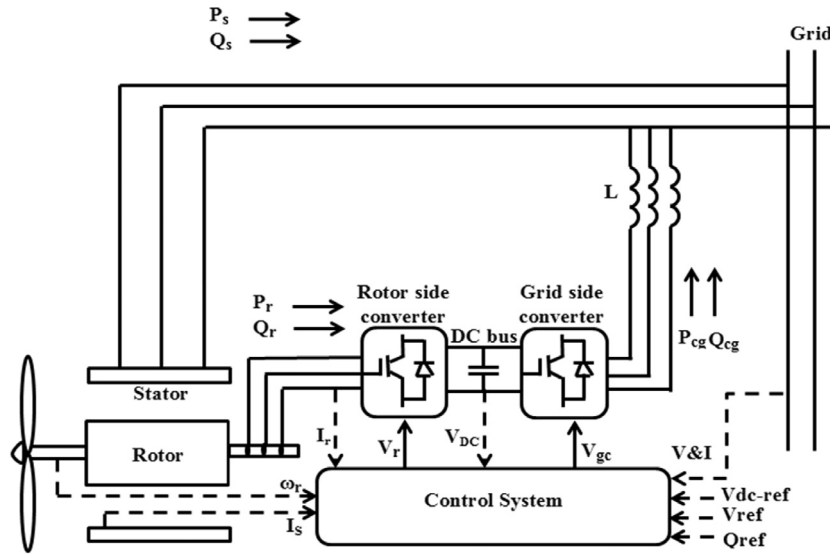 Ps
Qs
Grid
L
Pr
Qr
Rotor side
converter
Grid side
converter
DC bus
Pcg Qcg
Stator
Rotor
Ir
Vr
VDC
Vgc
V&I
ωr
IS
Control System
Vdc-ref
Vref
Qref